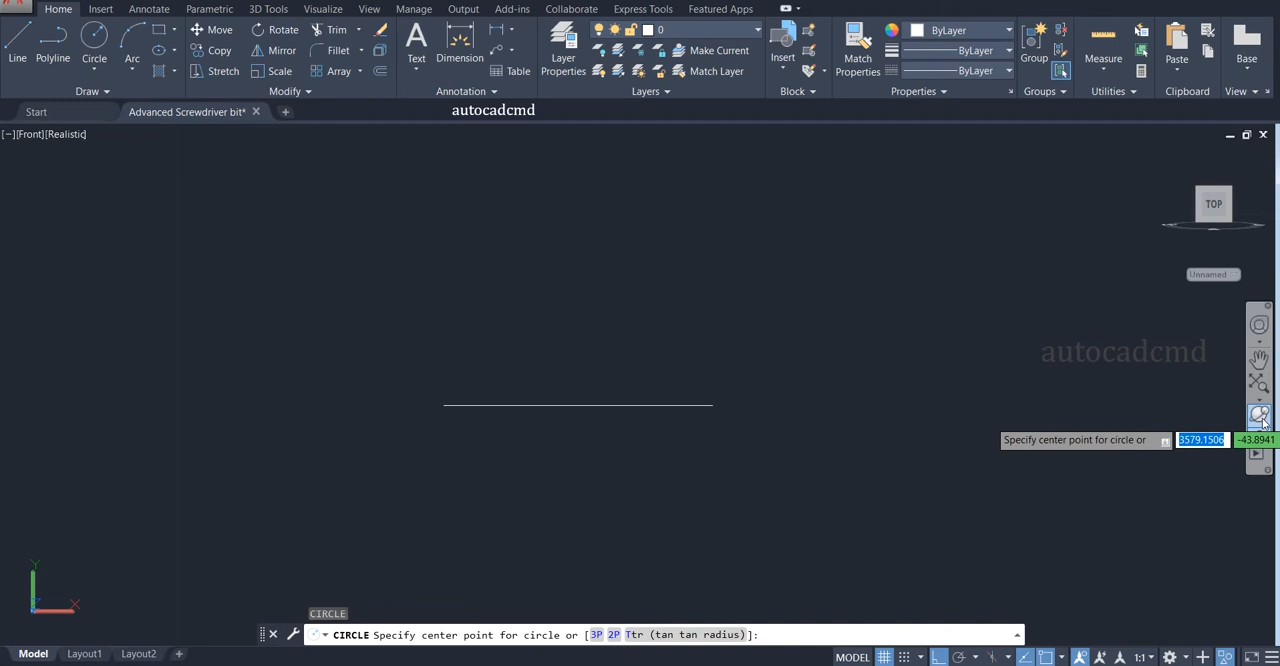 Home Insert Annotate Parametric 3D Tools Visualize View Manage Output Add-ins Collaborate Express Tools Featured Apps
Line Polyline Circle Arc
Move Rotate Trim
Copy Mirror Fillet
Stretch Scale Array
Text Dimension Table
Layer Properties
0
Make Current
Match Layer
Insert
Match Properties
ByLayer
ByLayer
ByLayer
Group
Measure
Paste
Base
Draw Modify Annotation Layers Block Properties Groups Utilities Clipboard View
Start Advanced Screwdriver bit* autocadcmd
[−][Front][Realistic]
TOP
Unnamed
autocadcmd
Specify center point for circle or 3579.1506 -43.8941
Y
X
CIRCLE
CIRCLE Specify center point for circle or [3P 2P Ttr (tan tan radius)]:
Model Layout1 Layout2 + MODEL 1:1